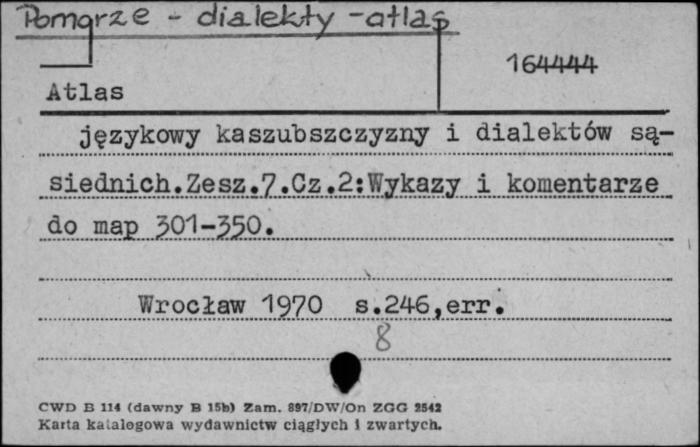 Pomorze - dialekty - atlas
164444
Atlas
językowy kaszubszczyzny i dialektów są-
siednich.Zesz.7.Cz.2:Wykazy i komentarze
do map 301-350.
Wrocław 1970 s.246,err.
8
CWD B 114 (dawny B 15b) Zam. 897/DW/On ZGG 2542
Karta katalogowa wydawnictw ciągłych i zwartych.